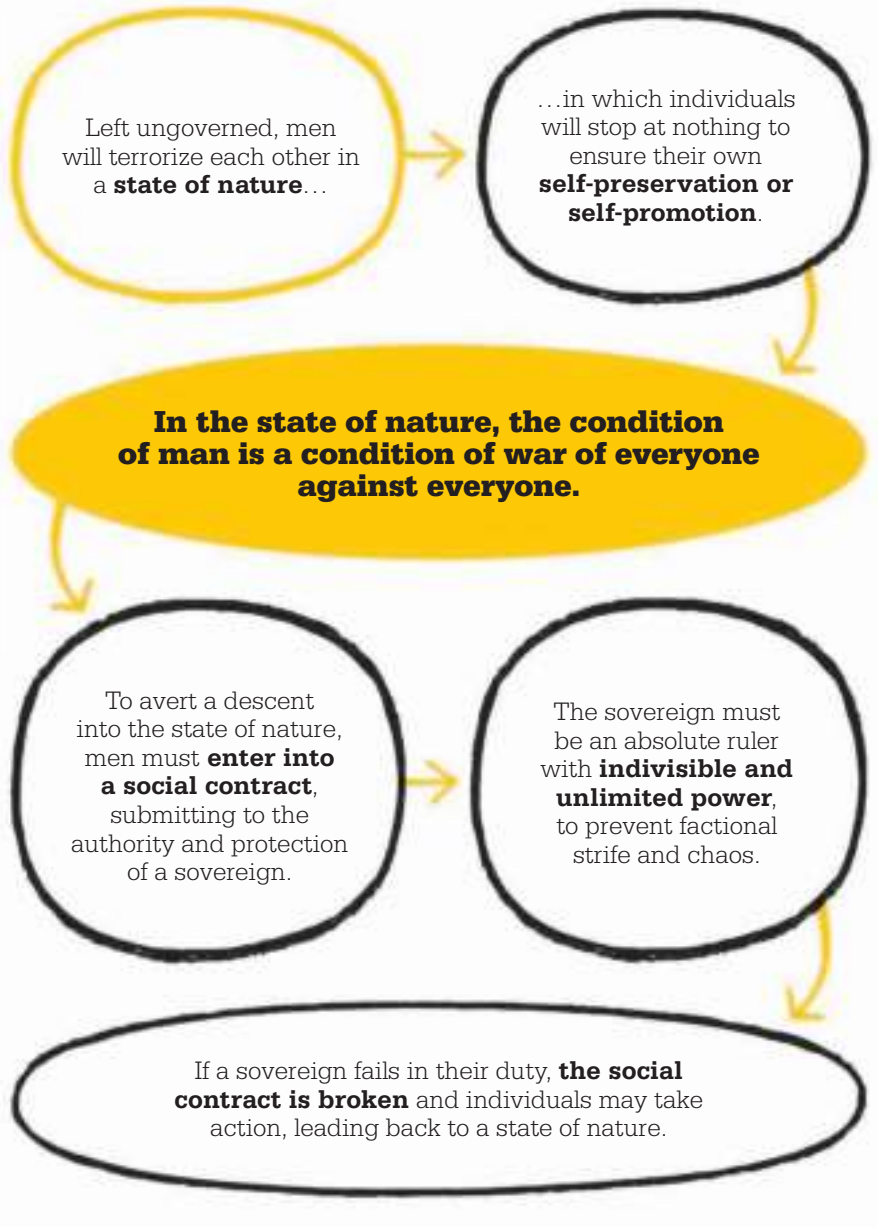 Left ungoverned, men
will terrorize each other in
a state of nature…
…in which individuals
will stop at nothing to
ensure their own
self-preservation or
self-promotion.
In the state of nature, the condition
of man is a condition of war of everyone
against everyone.
To avert a descent
into the state of nature,
men must enter into
a social contract,
submitting to the
authority and protection
of a sovereign.
The sovereign must
be an absolute ruler
with indivisible and
unlimited power,
to prevent factional
strife and chaos.
If a sovereign fails in their duty, the social
contract is broken and individuals may take
action, leading back to a state of nature.